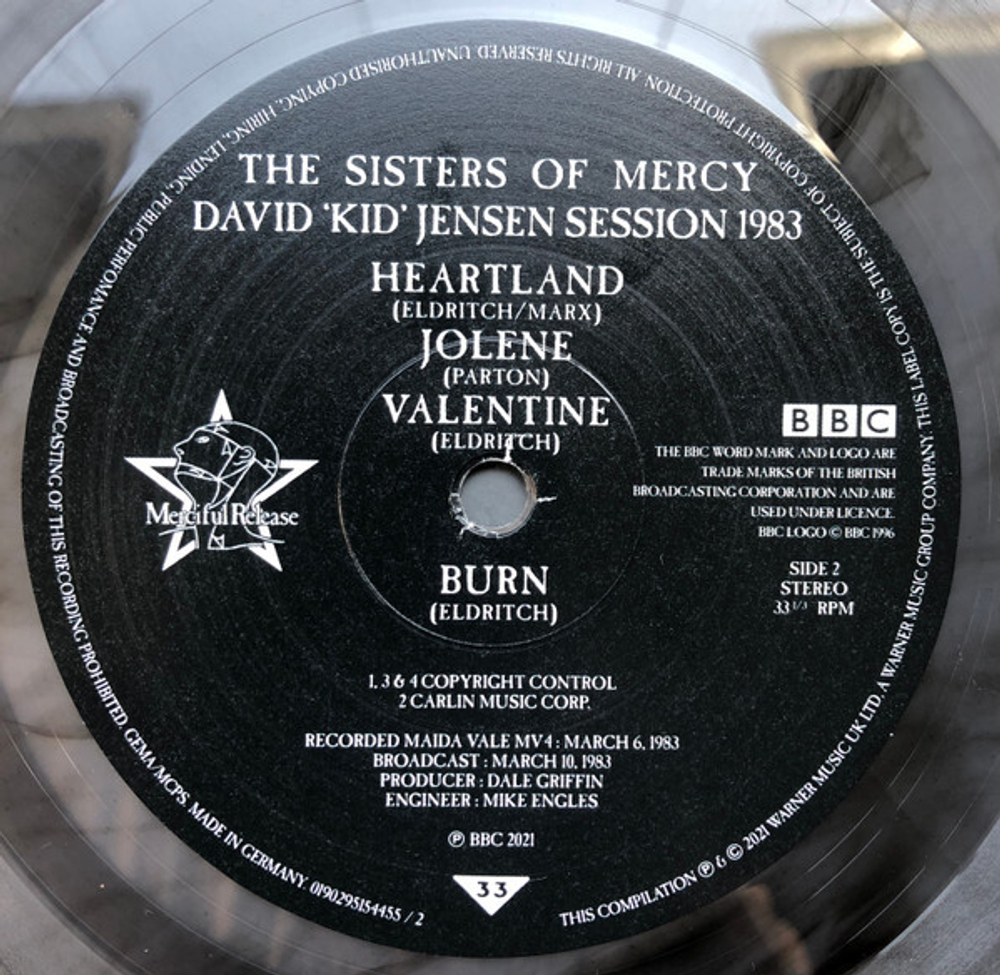 THE SISTERS OF MERCY
DAVID 'KID' JENSEN SESSION 1983
HEARTLAND
(ELDRITCH/MARX)
JOLENE
(PARTON)
VALENTINE
(ELDRITCH)
BURN
(ELDRITCH)
Merciful Release
BBC
THE BBC WORD MARK AND LOGO ARE
TRADE MARKS OF THE BRITISH
BROADCASTING CORPORATION AND ARE
USED UNDER LICENCE.
BBC LOGO © BBC 1996
SIDE 2
STEREO
33 1/3 RPM
1, 3 & 4 COPYRIGHT CONTROL
2 CARLIN MUSIC CORP.
RECORDED MAIDA VALE MV4 : MARCH 6, 1983
BROADCAST : MARCH 10, 1983
PRODUCER : DALE GRIFFIN
ENGINEER : MIKE ENGLES
℗ BBC 2021
33
THIS COMPILATION ℗ & © 2021 WARNER MUSIC UK LTD, A WARNER MUSIC GROUP COMPANY. THIS LABEL COPY IS THE SUBJECT OF COPYRIGHT PROTECTION. ALL RIGHTS RESERVED. UNAUTHORISED COPYING, HIRING, LENDING, PUBLIC PERFOMANCE AND BROADCASTING OF THIS RECORDING PROHIBITED. GEMA/MCPS. MADE IN GERMANY. 0190295154455 / 2